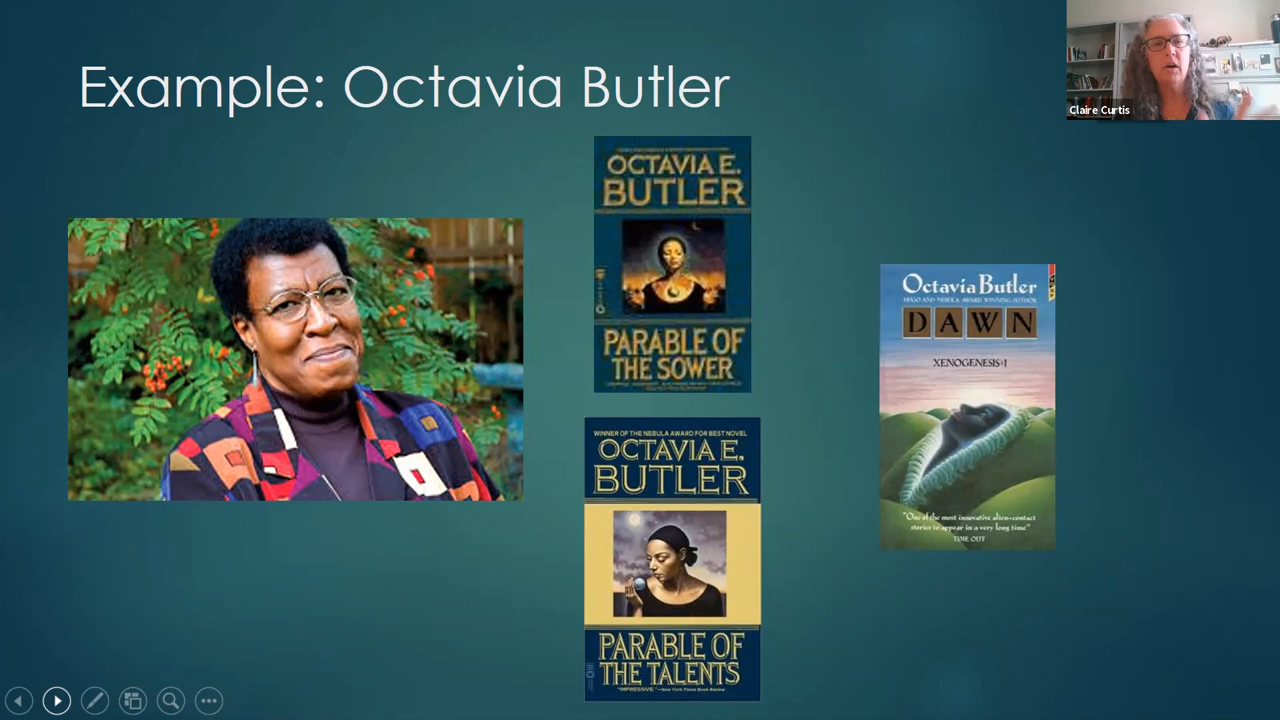 Example: Octavia Butler
Claire Curtis
OCTAVIA E.
BUTLER
PARABLE OF
THE SOWER
WINNER OF THE NEBULA AWARD FOR BEST NOVEL
OCTAVIA E.
BUTLER
PARABLE OF
THE TALENTS
"IMPRESSIVE." —New York Times Book Review
Octavia Butler
HUGO AND NEBULA AWARD WINNING AUTHOR
DAWN
XENOGENESIS:1
"One of the most innovative alien-contact
stories to appear in a very long time"
TIME OUT